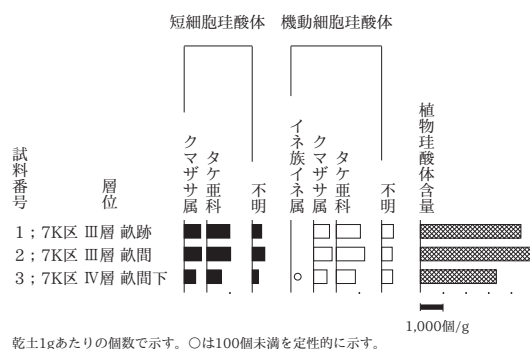 短細胞珪酸体 機動細胞珪酸体
試料番号
層位
クマザサ属
タケ亜科
不明
イネ族イネ属
クマザサ属
タケ亜科
不明
植物珪酸体含量
1；7K区 Ⅲ層 畝跡
2；7K区 Ⅲ層 畝間
3；7K区 Ⅳ層 畝間下
1,000個/g
乾土1gあたりの個数で示す。○は100個未満を定性的に示す。